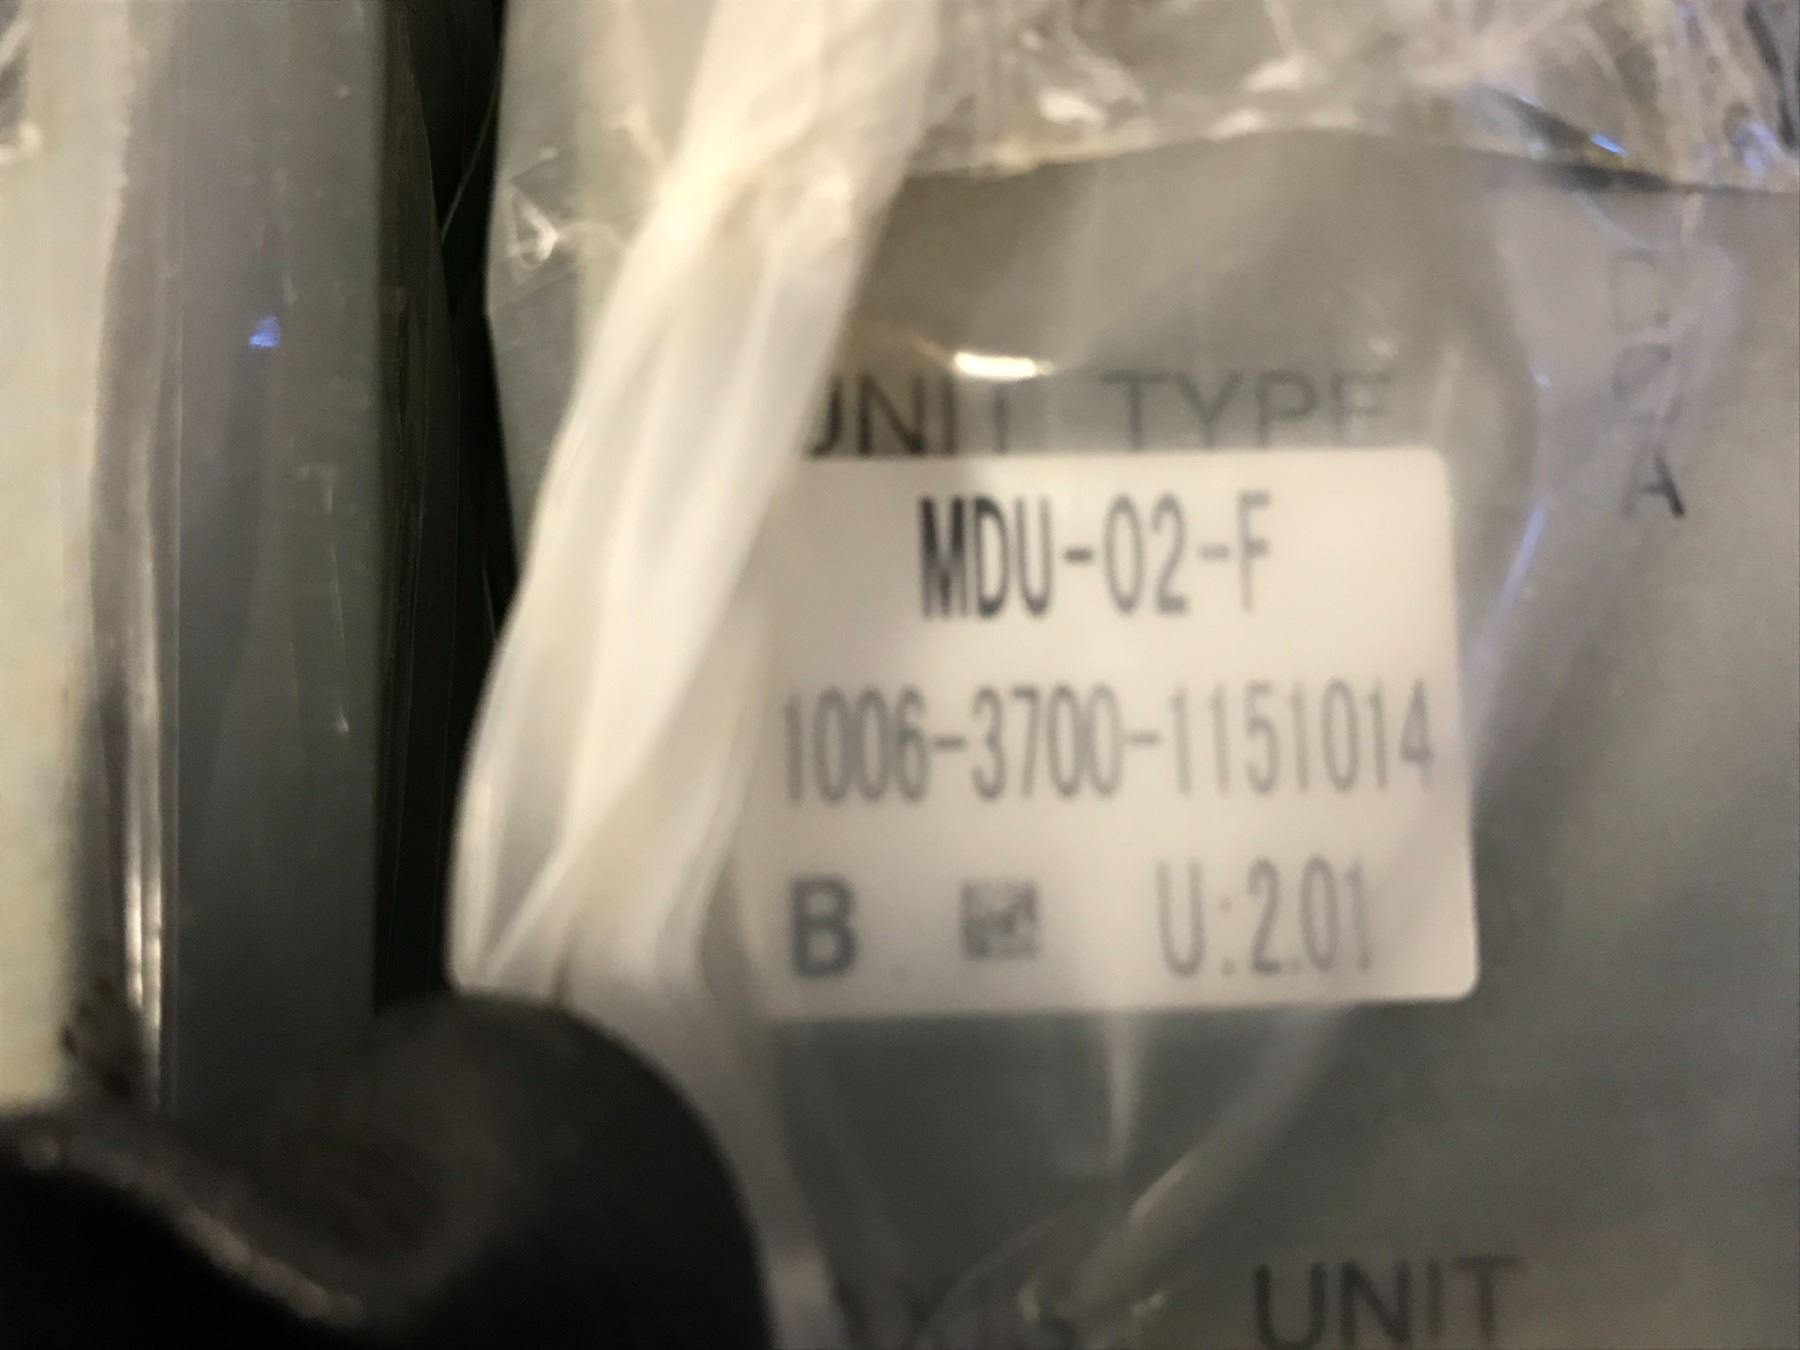 UNIT TYPE
MDU-02-F
1006-3700-1151014
B U:2.01
UNIT